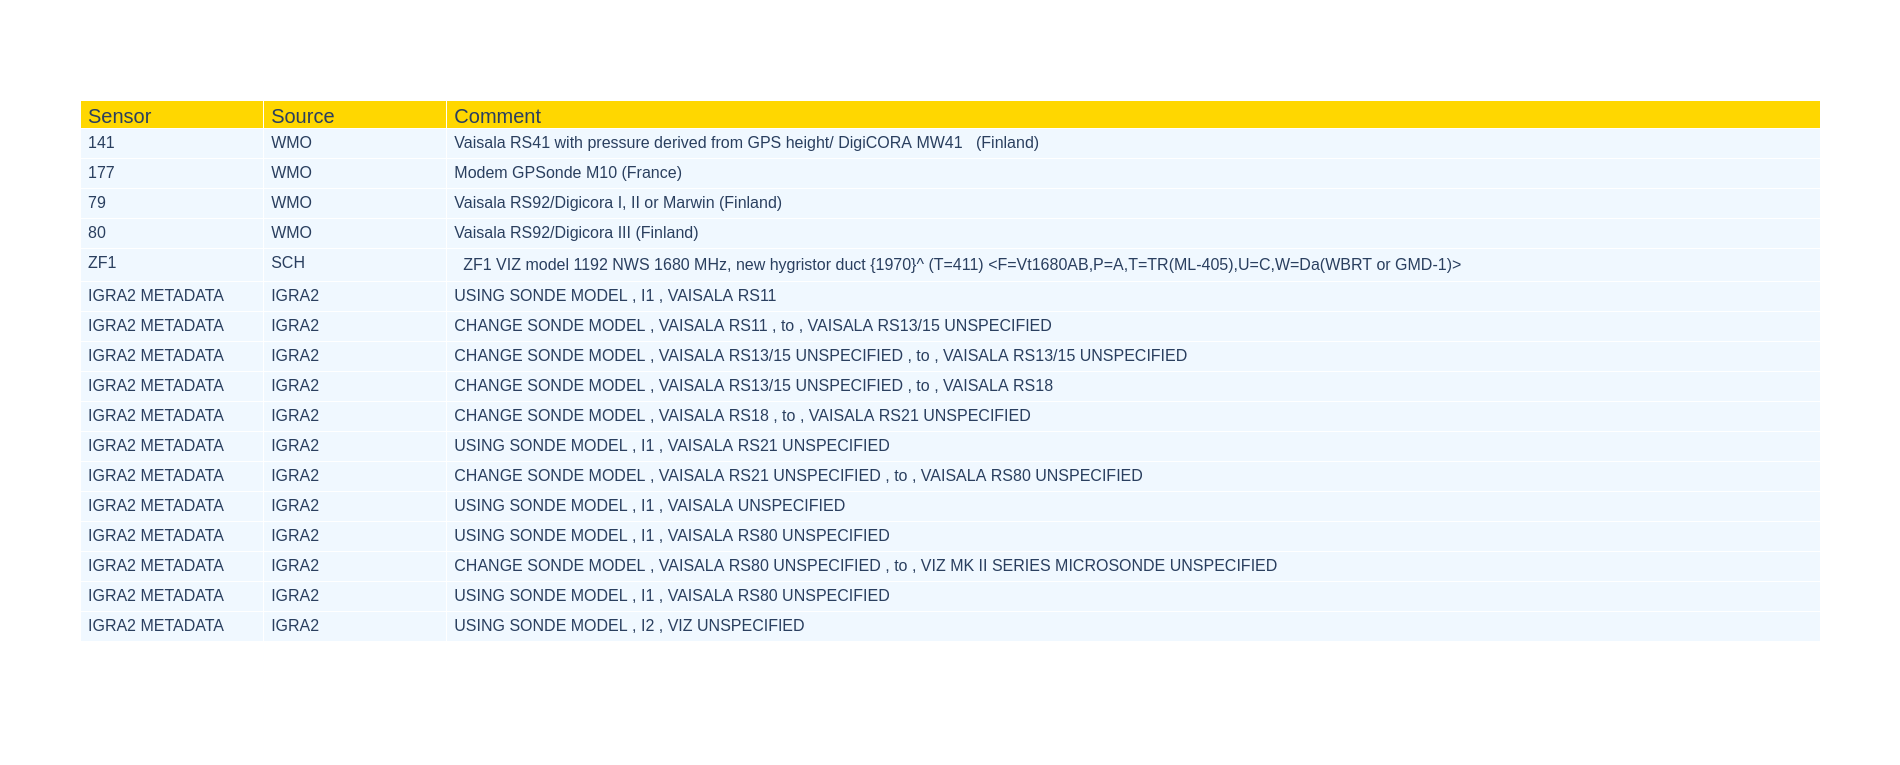 Sensor Source Comment
141 WMO Vaisala RS41 with pressure derived from GPS height/ DigiCORA MW41   (Finland)
177 WMO Modem GPSonde M10 (France)
79 WMO Vaisala RS92/Digicora I, II or Marwin (Finland)
80 WMO Vaisala RS92/Digicora III (Finland)
ZF1 SCH ZF1 VIZ model 1192 NWS 1680 MHz, new hygristor duct {1970}^ (T=411) <F=Vt1680AB,P=A,T=TR(ML-405),U=C,W=Da(WBRT or GMD-1)>
IGRA2 METADATA IGRA2 USING SONDE MODEL , I1 , VAISALA RS11
IGRA2 METADATA IGRA2 CHANGE SONDE MODEL , VAISALA RS11 , to , VAISALA RS13/15 UNSPECIFIED
IGRA2 METADATA IGRA2 CHANGE SONDE MODEL , VAISALA RS13/15 UNSPECIFIED , to , VAISALA RS13/15 UNSPECIFIED
IGRA2 METADATA IGRA2 CHANGE SONDE MODEL , VAISALA RS13/15 UNSPECIFIED , to , VAISALA RS18
IGRA2 METADATA IGRA2 CHANGE SONDE MODEL , VAISALA RS18 , to , VAISALA RS21 UNSPECIFIED
IGRA2 METADATA IGRA2 USING SONDE MODEL , I1 , VAISALA RS21 UNSPECIFIED
IGRA2 METADATA IGRA2 CHANGE SONDE MODEL , VAISALA RS21 UNSPECIFIED , to , VAISALA RS80 UNSPECIFIED
IGRA2 METADATA IGRA2 USING SONDE MODEL , I1 , VAISALA UNSPECIFIED
IGRA2 METADATA IGRA2 USING SONDE MODEL , I1 , VAISALA RS80 UNSPECIFIED
IGRA2 METADATA IGRA2 CHANGE SONDE MODEL , VAISALA RS80 UNSPECIFIED , to , VIZ MK II SERIES MICROSONDE UNSPECIFIED
IGRA2 METADATA IGRA2 USING SONDE MODEL , I1 , VAISALA RS80 UNSPECIFIED
IGRA2 METADATA IGRA2 USING SONDE MODEL , I2 , VIZ UNSPECIFIED